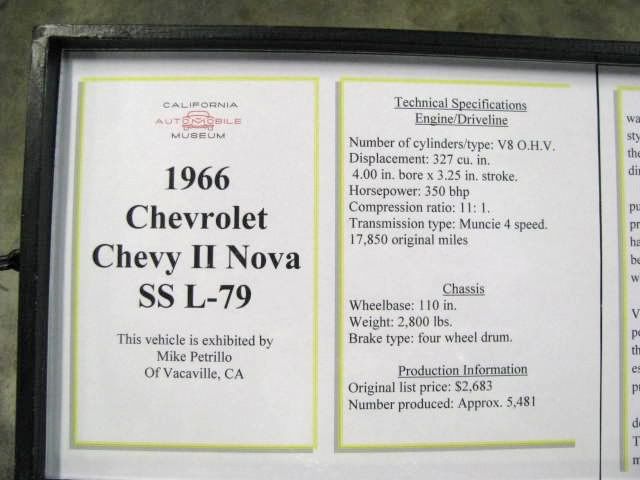 CALIFORNIA
AUTOMOBILE
MUSEUM
1966
Chevrolet
Chevy II Nova
SS L-79
This vehicle is exhibited by
Mike Petrillo
Of Vacaville, CA
Technical Specifications
Engine/Driveline
Number of cylinders/type: V8 O.H.V.
Displacement: 327 cu. in.
4.00 in. bore x 3.25 in. stroke.
Horsepower: 350 bhp
Compression ratio: 11: 1.
Transmission type: Muncie 4 speed.
17,850 original miles
Chassis
Wheelbase: 110 in.
Weight: 2,800 lbs.
Brake type: four wheel drum.
Production Information
Original list price: $2,683
Number produced: Approx. 5,481